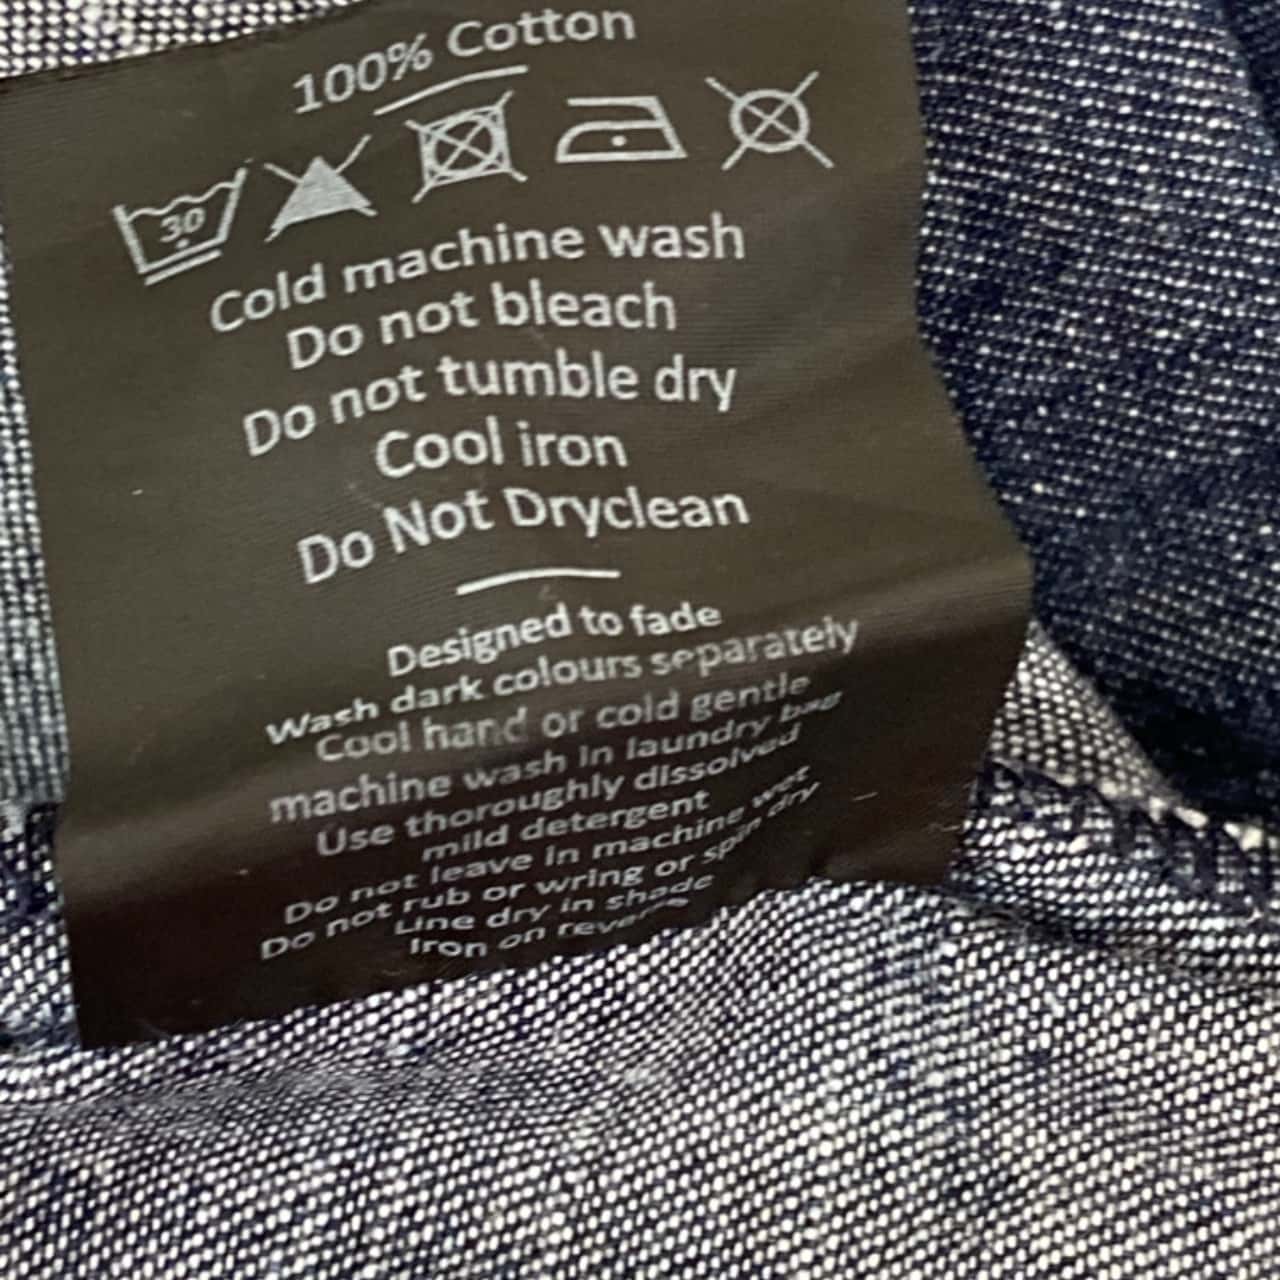 100% Cotton
30
Cold machine wash
Do not bleach
Do not tumble dry
Cool iron
Do Not Dryclean
Designed to fade
Wash dark colours separately
Cool hand or cold gentle
machine wash in laundry bag
Use thoroughly dissolved
mild detergent
Do not leave in machine wet
Do not rub or wring or spin dry
Line dry in shade
Iron on reverse